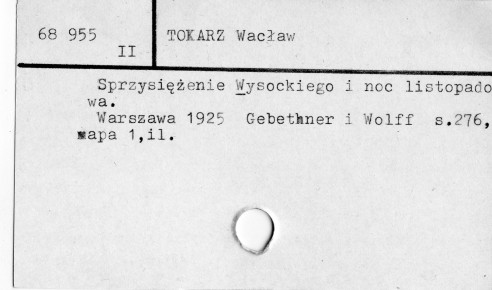 68 955
II
TOKARZ Wacław
Sprzysiężenie Wysockiego i noc listopado
wa.
Warszawa 1925 Gebethner i Wolff s.276,
mapa 1,il.